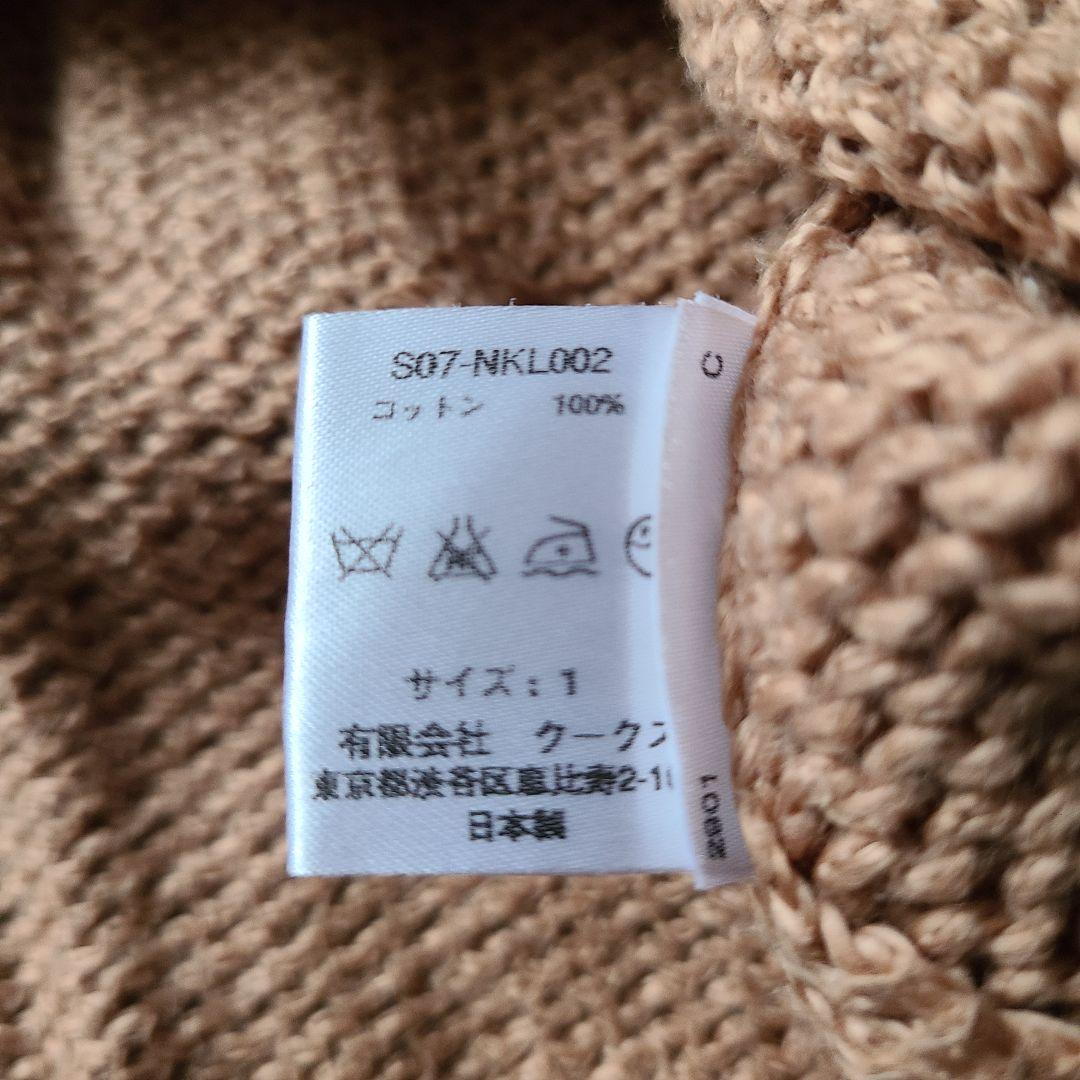 S07-NKL002
コットン 100%
サイズ：1
有限会社 クークン
東京都渋谷区恵比寿2-1
日本製
C